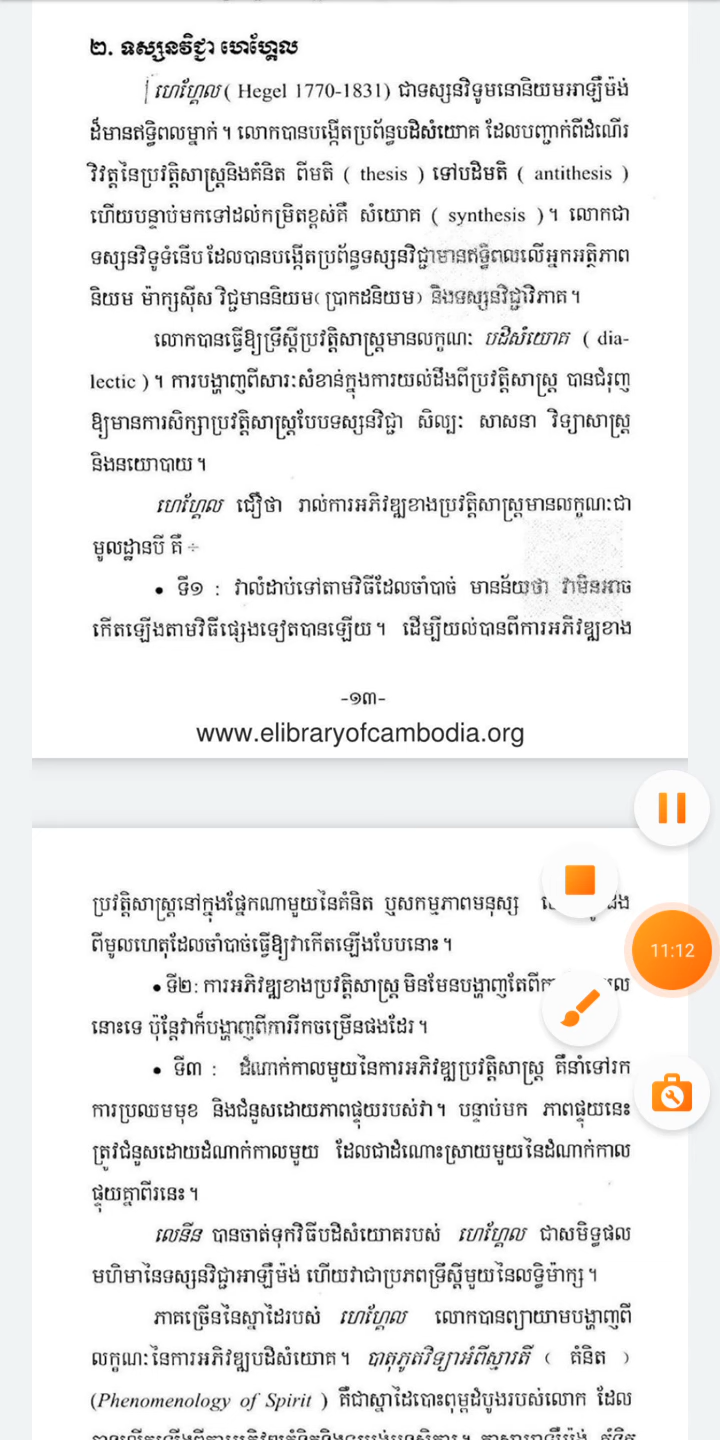 ២. ទស្សនវិជ្ជា ហេហ្គែល
ហេហ្គែល ( Hegel 1770-1831) ជាទស្សនវិទូមនោនិយមអាឡឺម៉ង់
ដ៏មានឥទ្ធិពលម្នាក់ ។ លោកបានបង្កើតប្រព័ន្ធបដិសំយោគ ដែលបញ្ជាក់ពីដំណើរ
វិវត្តនៃប្រវត្តិសាស្ត្រនិងគំនិត ពីមតិ ( thesis ) ទៅបដិមតិ ( antithesis )
ហើយបន្ទាប់មកទៅដល់កម្រិតខ្ពស់គឺ សំយោគ ( synthesis ) ។ លោកជា
ទស្សនវិទូទំនើប ដែលបានបង្កើតប្រព័ន្ធទស្សនវិជ្ជាមានឥទ្ធិពលលើអ្នកអត្ថិភាព
និយម ម៉ាក្សស៊ីស វិជ្ជមាននិយម( ប្រាកដនិយម) និងទស្សនវិជ្ជាវិភាគ ។
លោកបានធ្វើឱ្យទ្រឹស្តីប្រវត្តិសាស្ត្រមានលក្ខណៈ បដិសំយោគ ( dia-
lectic ) ។ ការបង្ហាញពីសារៈសំខាន់ក្នុងការយល់ដឹងពីប្រវត្តិសាស្ត្រ បានជំរុញ
ឱ្យមានការសិក្សាប្រវត្តិសាស្ត្របែបទស្សនវិជ្ជា សិល្បៈ សាសនា វិទ្យាសាស្ត្រ
និងនយោបាយ ។
ហេហ្គែល ជឿថា រាល់ការអភិវឌ្ឍខាងប្រវត្តិសាស្ត្រមានលក្ខណៈជា
មូលដ្ឋានបី គឺ ÷
• ទី១ : វាលំដាប់ទៅតាមវិធីដែលចាំបាច់ មានន័យថា វាមិនអាច
កើតឡើងតាមវិធីផ្សេងទៀតបានឡើយ ។ ដើម្បីយល់បានពីការអភិវឌ្ឍខាង
-១៣-
www.elibraryofcambodia.org
ប្រវត្តិសាស្ត្រនៅក្នុងផ្នែកណាមួយនៃគំនិត ឬសកម្មភាពមនុស្ស
ពីមូលហេតុដែលចាំបាច់ធ្វើឱ្យវាកើតឡើងបែបនោះ ។
• ទី២: ការអភិវឌ្ឍខាងប្រវត្តិសាស្ត្រ មិនមែនបង្ហាញតែពី
នោះទេ ប៉ុន្តែវាក៏បង្ហាញពីការរីកចម្រើនផងដែរ ។
11:12
• ទី៣ : ដំណាក់កាលមួយនៃការអភិវឌ្ឍប្រវត្តិសាស្ត្រ គឺនាំទៅរក
ការប្រឈមមុខ និងជំនួសដោយភាពផ្ទុយរបស់វា។ បន្ទាប់មក ភាពផ្ទុយនេះ
ត្រូវជំនួសដោយដំណាក់កាលមួយ ដែលជាដំណោះស្រាយមួយនៃដំណាក់កាល
ផ្ទុយគ្នាពីរនេះ ។
លេនីន បានចាត់ទុកវិធីបដិសំយោគរបស់ ហេហ្គែល ជាសមិទ្ធផល
មហិមានៃទស្សនវិជ្ជាអាឡឺម៉ង់ ហើយវាជាប្រភពទ្រឹស្តីមួយនៃលទ្ធិម៉ាក្ស ។
ភាគច្រើននៃស្នាដៃរបស់ ហេហ្គែល លោកបានព្យាយាមបង្ហាញពី
លក្ខណៈនៃការអភិវឌ្ឍបដិសំយោគ ។ បាតុភូតវិទ្យាអំពីស្មារតី ( គំនិត )
(Phenomenology of Spirit ) គឺជាស្នាដៃបោះពុម្ពដំបូងរបស់លោក ដែល